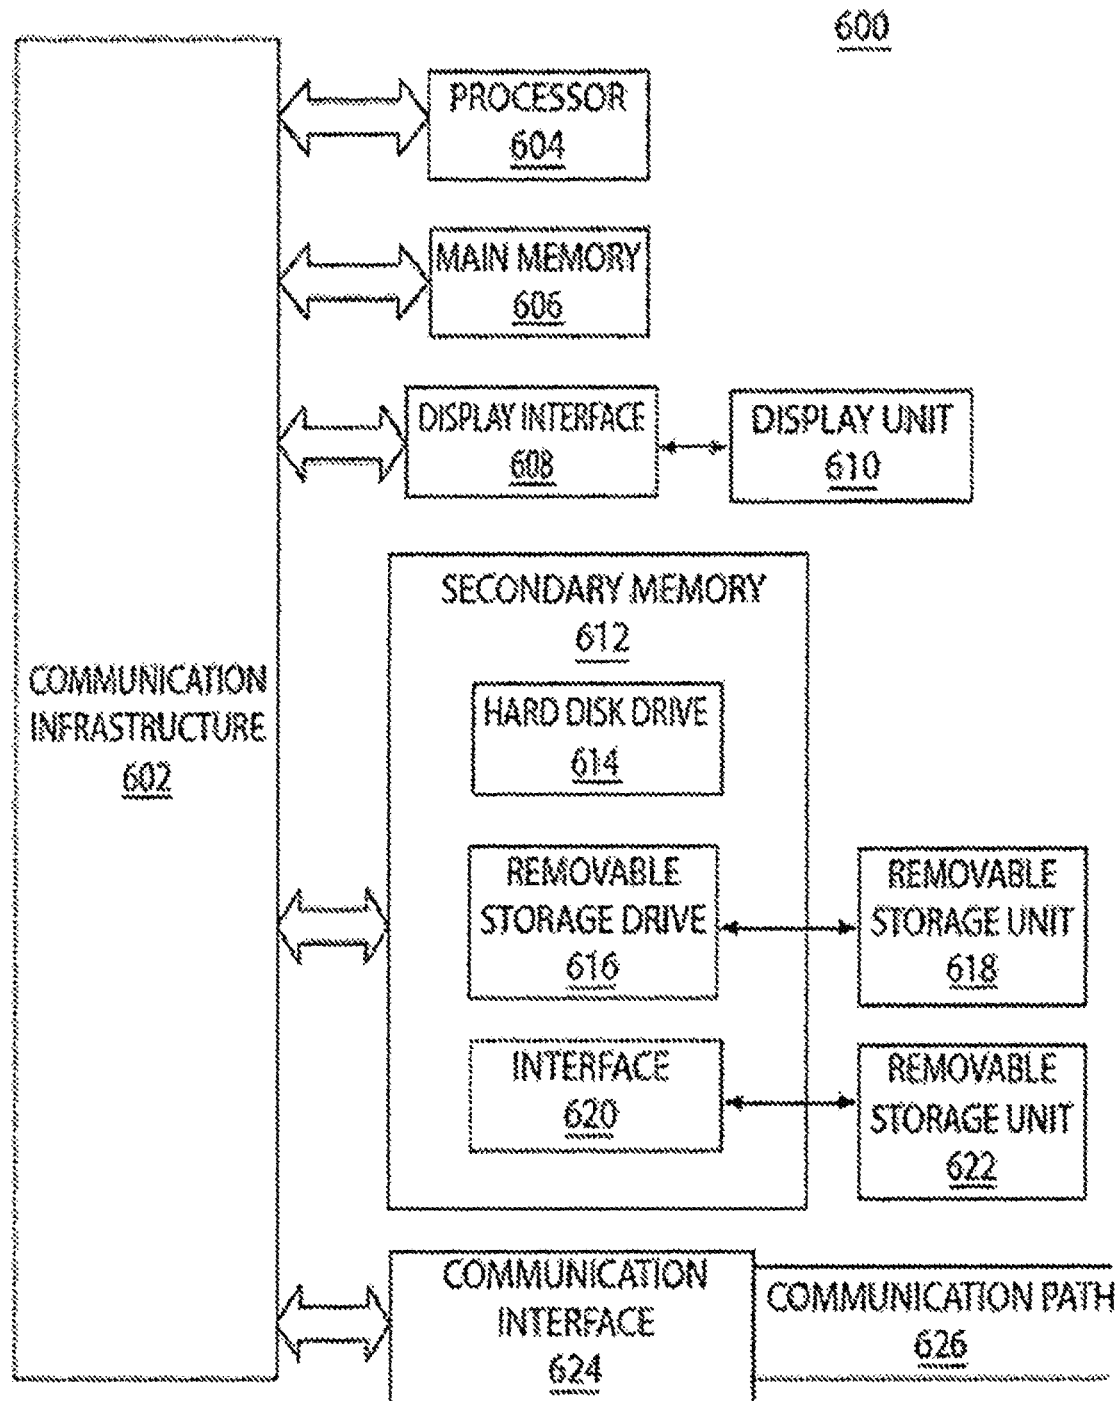 600
PROCESSOR
604
MAIN MEMORY
606
DISPLAY INTERFACE
608
DISPLAY UNIT
610
SECONDARY MEMORY
612
HARD DISK DRIVE
614
COMMUNICATION
INFRASTRUCTURE
602
REMOVABLE
STORAGE DRIVE
616
REMOVABLE
STORAGE UNIT
618
INTERFACE
620
REMOVABLE
STORAGE UNIT
622
COMMUNICATION
INTERFACE
624
COMMUNICATION PATH
626